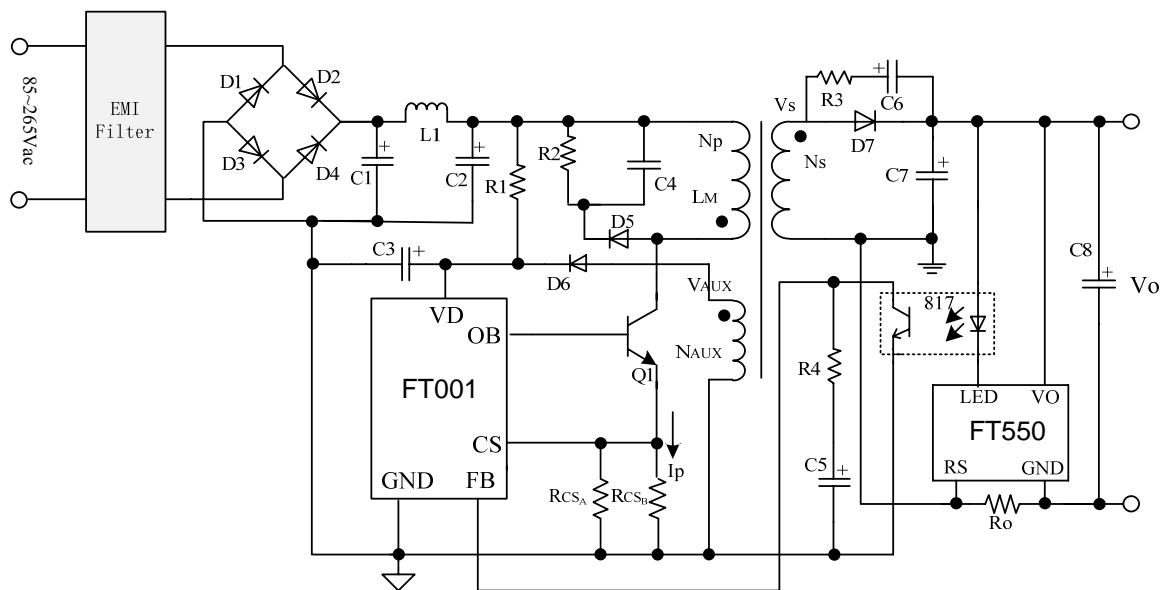 85~265Vac
EMI
Filter
D1
D2
D3
D4
C1
L1
C2
R1
R2
C4
Np
LM
D5
Vs
Ns
R3
C6
D7
C7
C8
Vo
C3
D6
VAUX
NAUX
VD
OB
FT001
CS
GND
FB
Q1
Ip
RCSA
RCSB
R4
C5
817
LED
VO
FT550
RS
GND
Ro